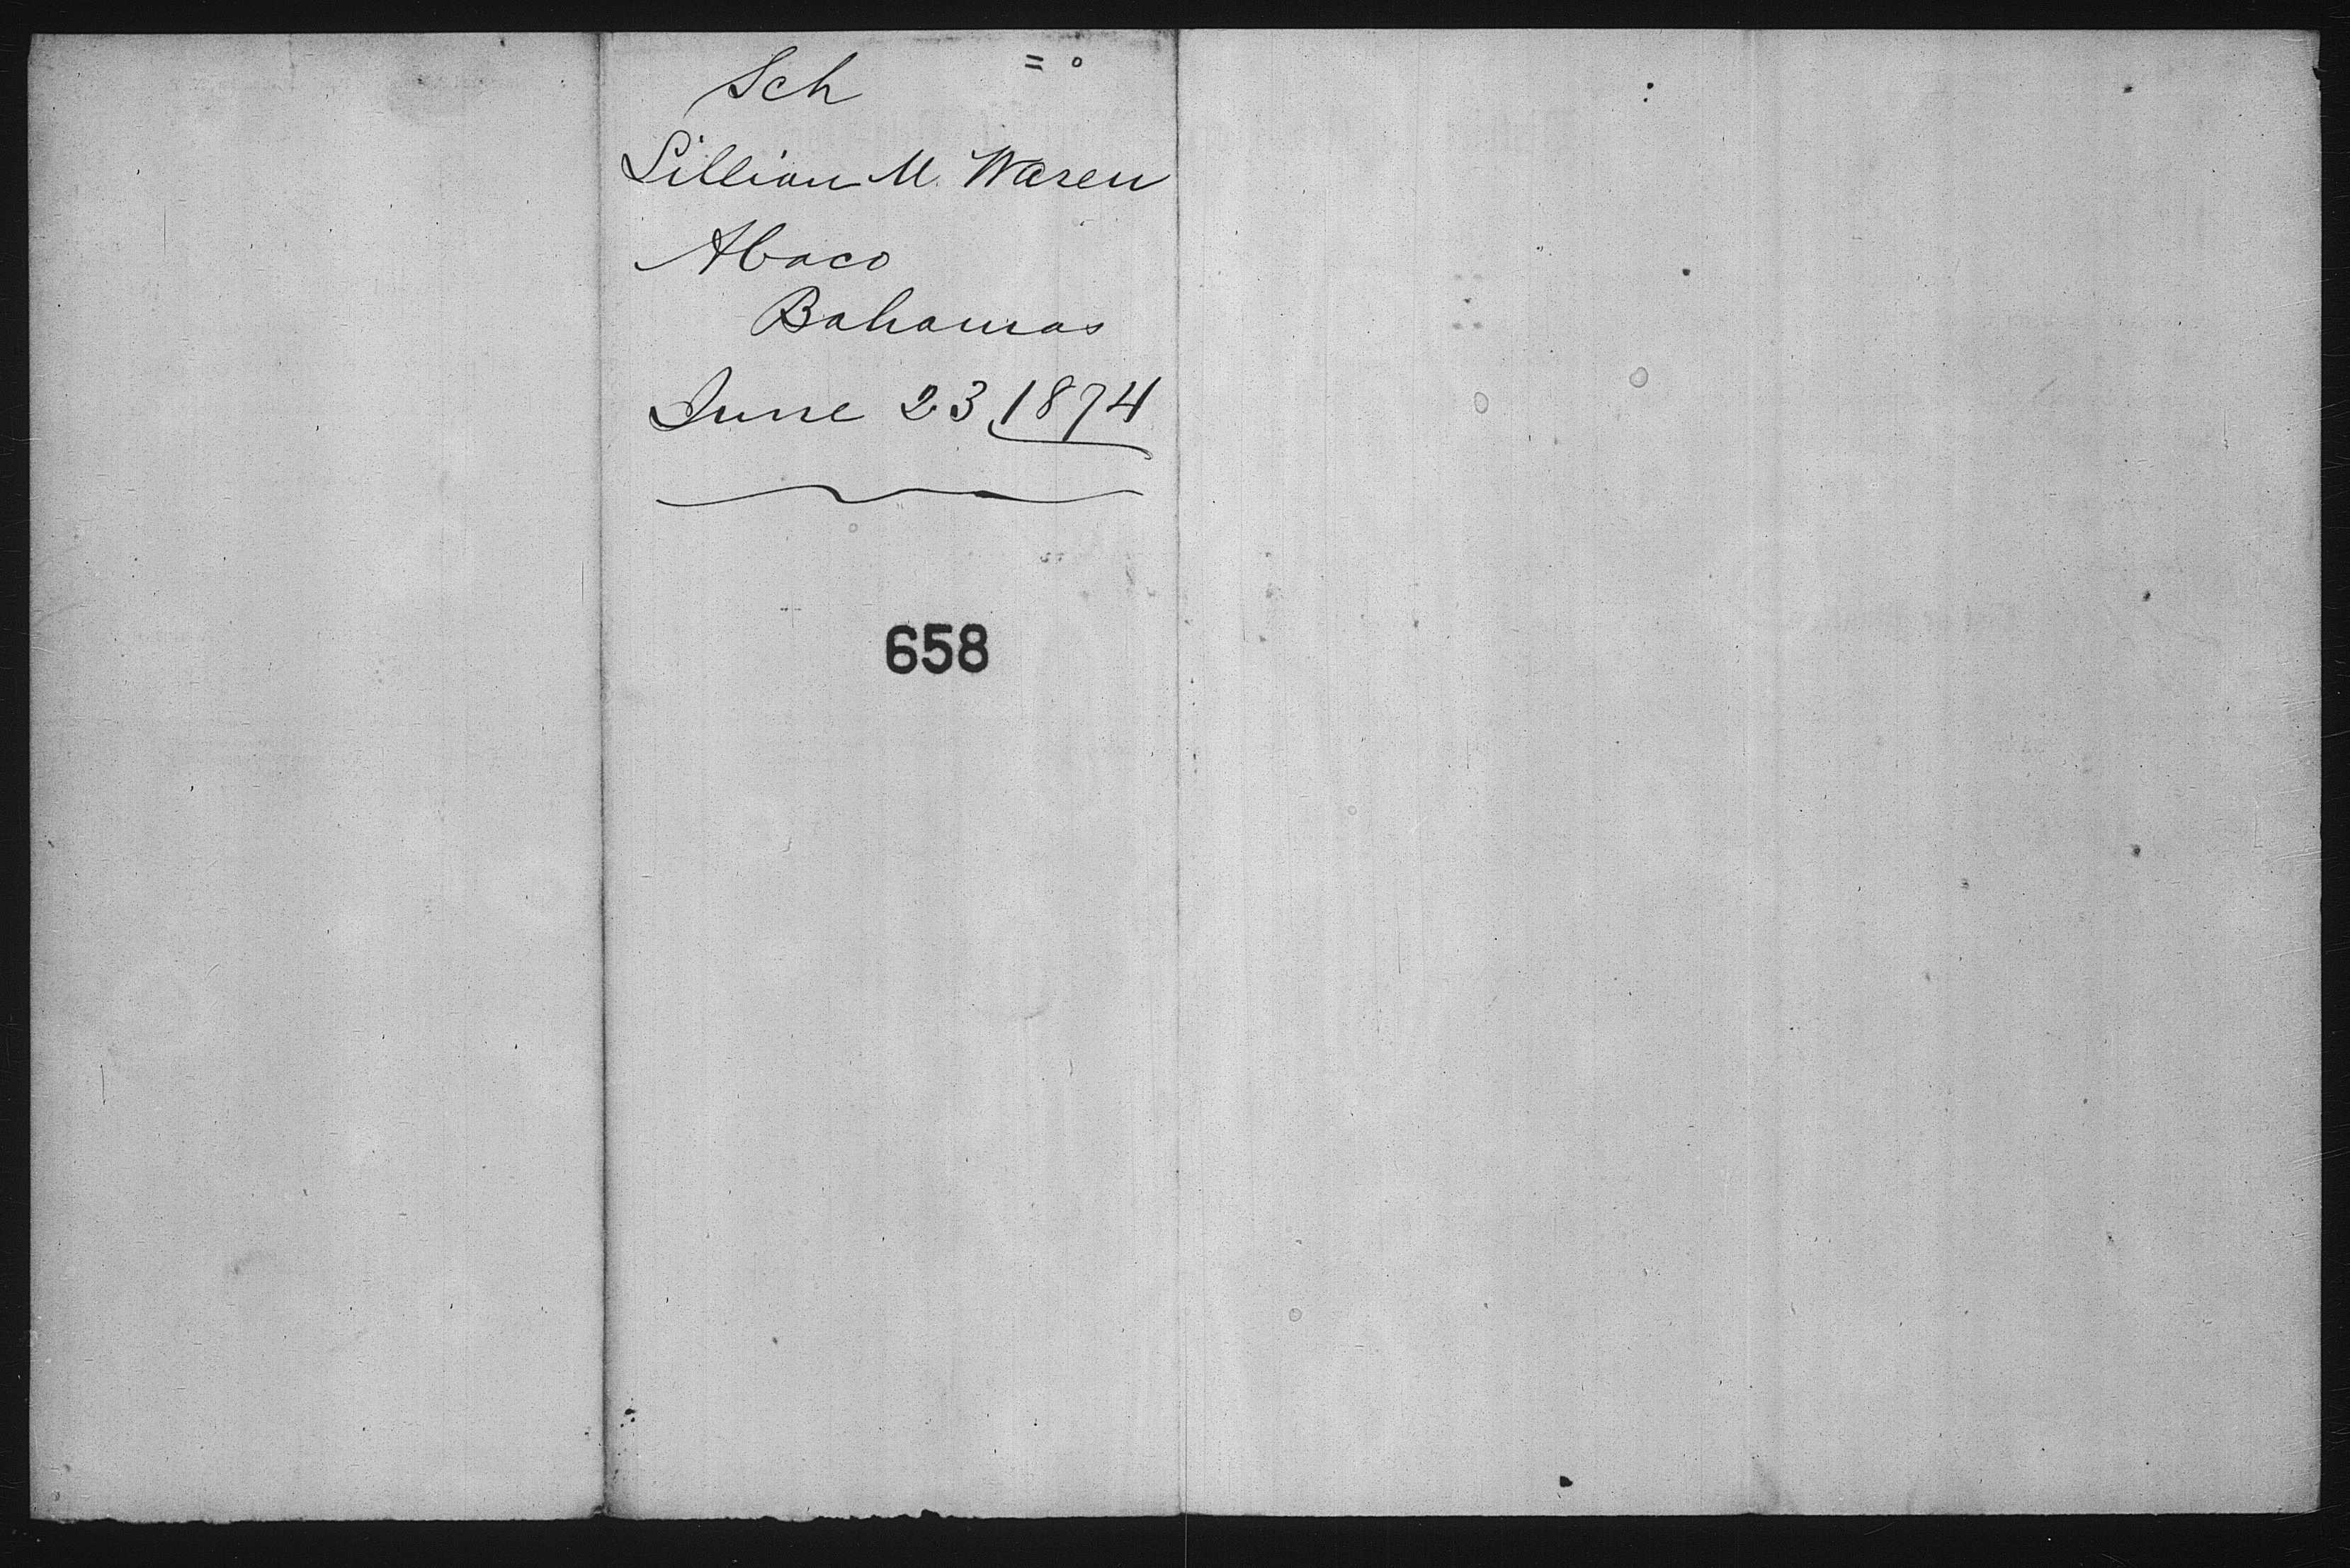 Sch
Lillian M. Waren
Abaco
Bahamas
June 23, 1874
658